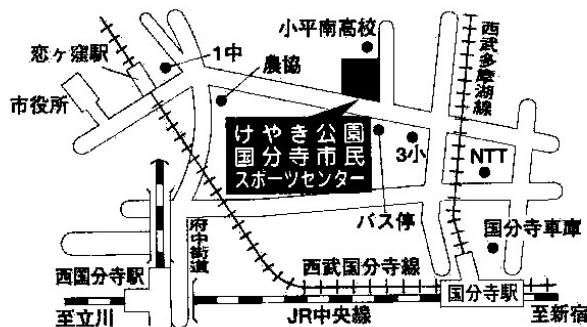 小平南高校
恋ヶ窪駅
1中
農協
市役所
西武多摩湖線
けやき公園
国分寺市民
スポーツセンター
3小
NTT
バス停
国分寺車庫
府中街道
西国分寺駅
西武国分寺線
国分寺駅
至立川
JR中央線
至新宿